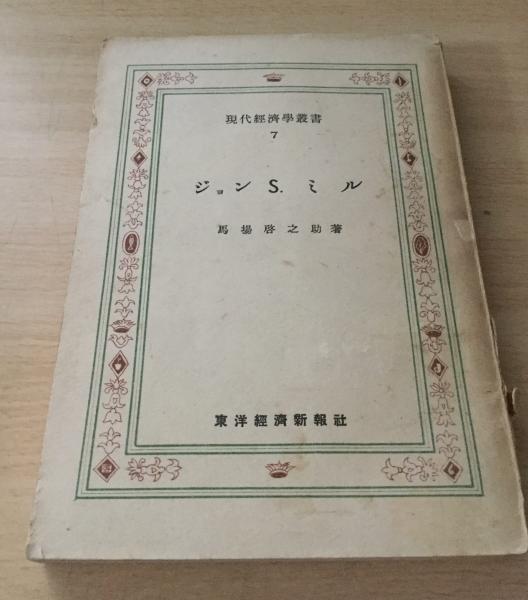 現代經濟學叢書
7
ジョン S. ミル
馬場啓之助著
東洋經濟新報社